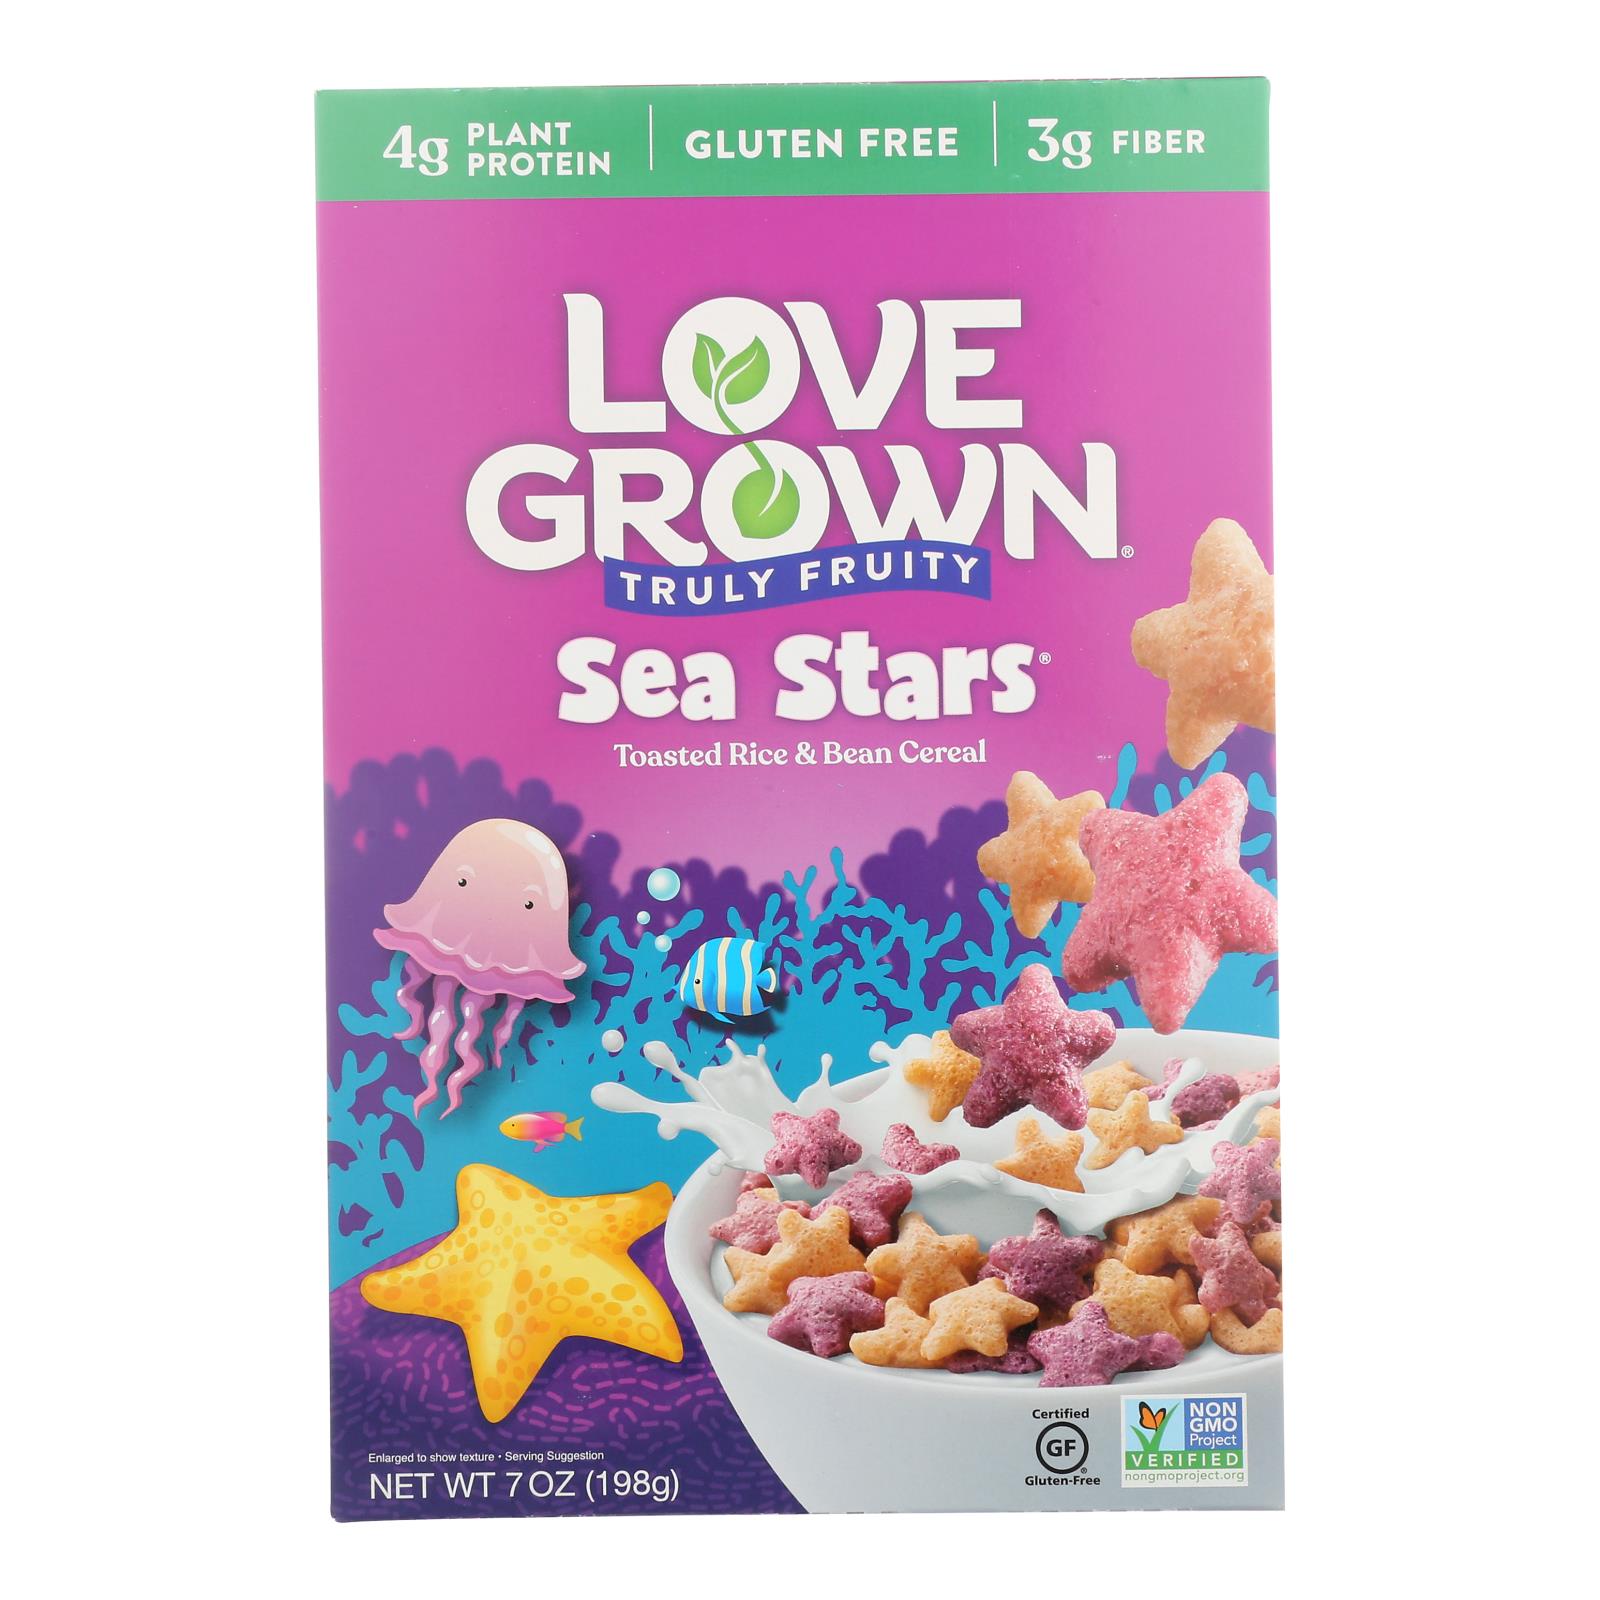 4g PLANT PROTEIN
GLUTEN FREE
3g FIBER
LOVE
GROWN®
TRULY FRUITY
Sea Stars®
Toasted Rice & Bean Cereal
Enlarged to show texture • Serving Suggestion
NET WT 7 OZ (198g)
Certified
GF®
Gluten-Free
NON
GMO
Project
VERIFIED
nongmoproject.org